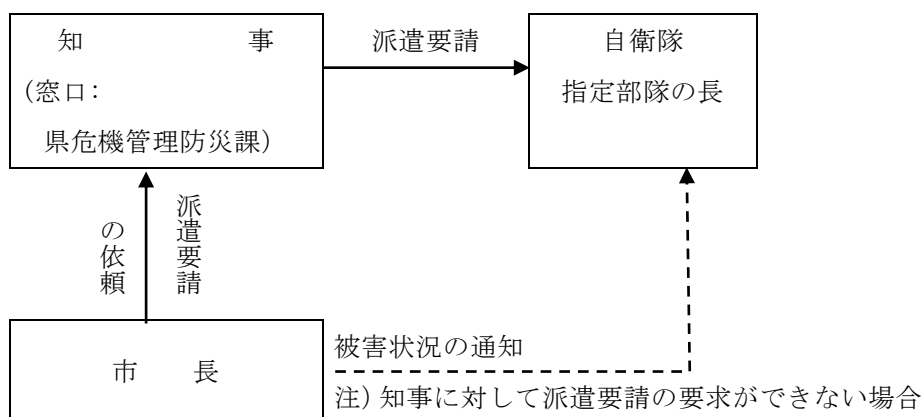 知　　　　　事
(窓口：
県危機管理防災課)
派遣要請
自衛隊
指定部隊の長
派遣要請
の依頼
市　　長
被害状況の通知
注) 知事に対して派遣要請の要求ができない場合